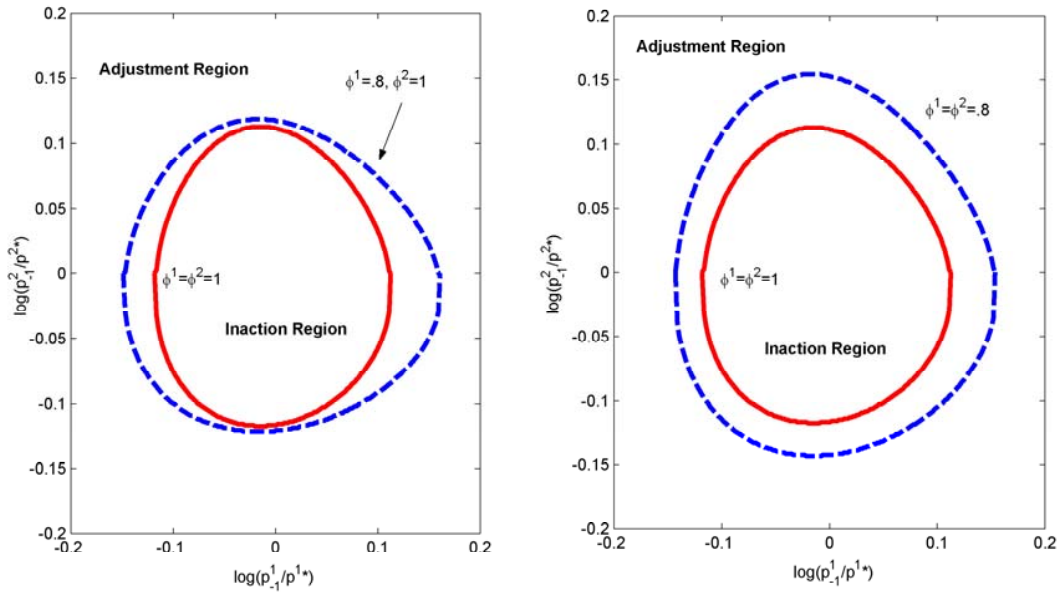 0.2
0.15
0.1
0.05
0
-0.05
-0.1
-0.15
-0.2
-0.2 -0.1 0 0.1 0.2
log(p²₋₁/p²*)
log(p¹₋₁/p¹*)
Adjustment Region
ϕ¹=.8, ϕ²=1
ϕ¹=ϕ²=1
Inaction Region
0.2
0.15
0.1
0.05
0
-0.05
-0.1
-0.15
-0.2
-0.2 -0.1 0 0.1 0.2
log(p²₋₁/p²*)
log(p¹₋₁/p¹*)
Adjustment Region
ϕ¹=ϕ²=.8
ϕ¹=ϕ²=1
Inaction Region